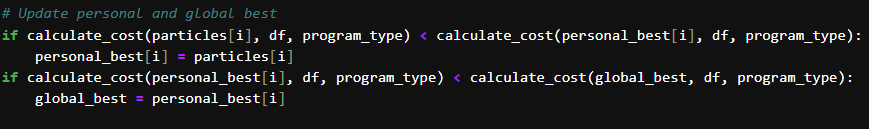 # Update personal and global best
if calculate_cost(particles[i], df, program_type) < calculate_cost(personal_best[i], df, program_type):
    personal_best[i] = particles[i]
if calculate_cost(personal_best[i], df, program_type) < calculate_cost(global_best, df, program_type):
    global_best = personal_best[i]